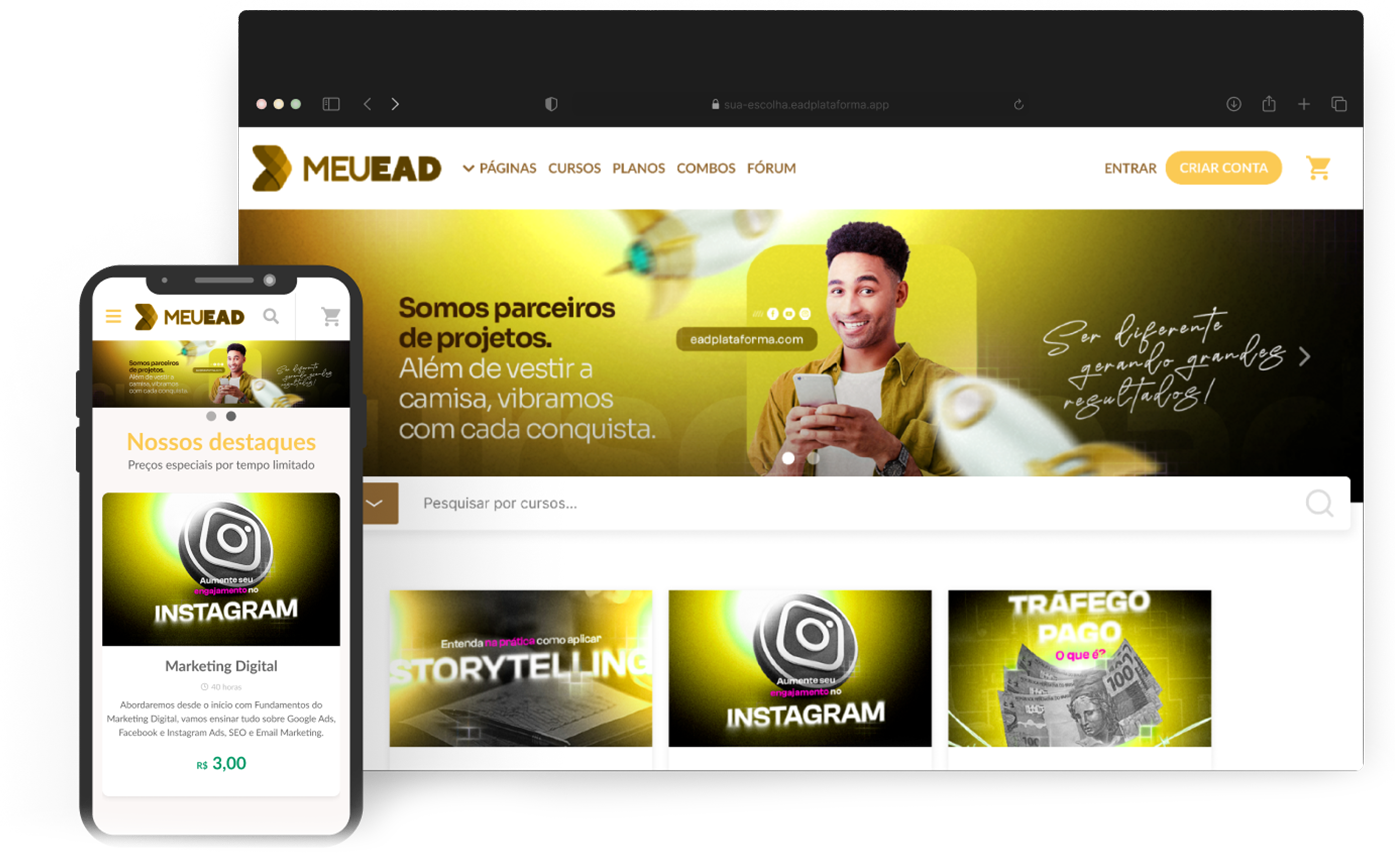 sua-escolha.eadplataforma.app
MEUEAD
PÁGINAS CURSOS PLANOS COMBOS FÓRUM
ENTRAR CRIAR CONTA
Somos parceiros
de projetos.
Além de vestir a
camisa, vibramos
com cada conquista.
eadplataforma.com
Ser diferente
gerando grandes
resultados!
Pesquisar por cursos...
Entenda na prática como aplicar
STORYTELLING
Aumente seu
engajamento no
INSTAGRAM
TRÁFEGO
PAGO
O que é?
100
MEUEAD
Somos parceiros
de projetos.
Além de vestir a
camisa, vibramos
com cada conquista.
Ser diferente
gerando grandes
resultados!
Nossos destaques
Preços especiais por tempo limitado
Aumente seu
engajamento no
INSTAGRAM
Marketing Digital
40 horas
Abordaremos desde o inicio com Fundamentos do
Marketing Digital, vamos ensinar tudo sobre Google Ads,
Facebook e Instagram Ads, SEO e Email Marketing.
R$ 3,00